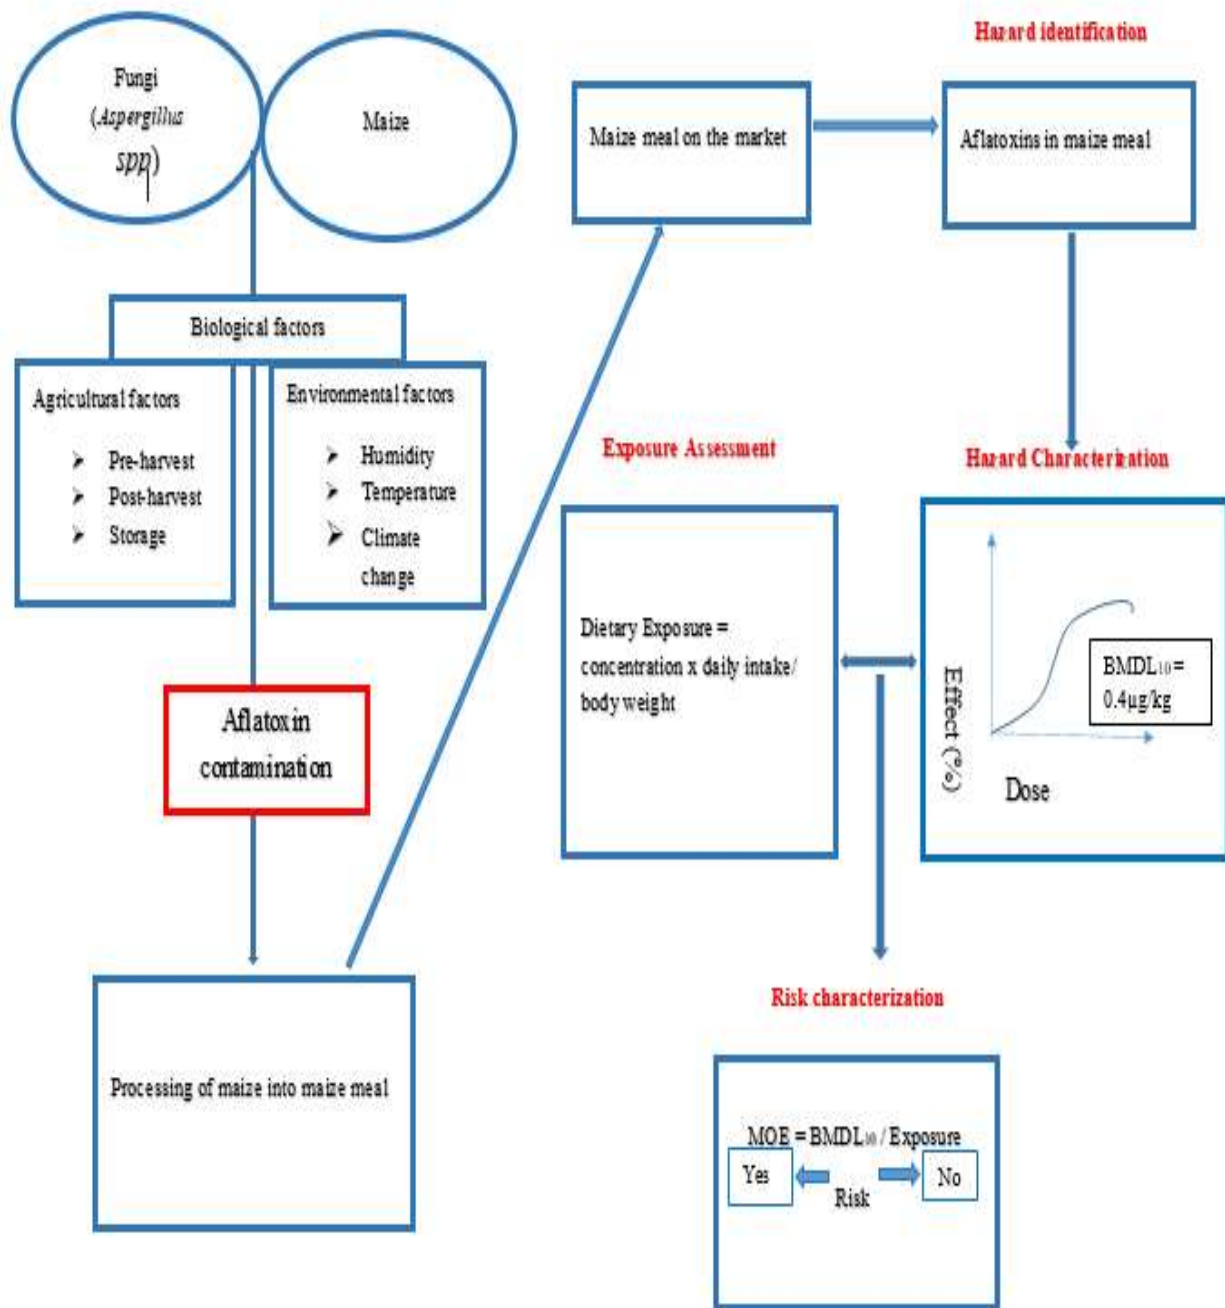 Fungi
(Aspergillus
spp)
Maize
Biological factors
Agricultural factors
➤ Pre-harvest
➤ Post-harvest
➤ Storage
Environmental factors
➤ Humidity
➤ Temperature
➤ Climate
change
Aflatoxin
contamination
Processing of maize into maize meal
Maize meal on the market
Hazard identification
Aflatoxins in maize meal
Exposure Assessment
Dietary Exposure =
concentration x daily intake/
body weight
Hazard Characterization
Effect (%)
BMDL10 =
0.4µg/kg
Dose
Risk characterization
MOE = BMDL10 / Exposure
Yes
Risk
No